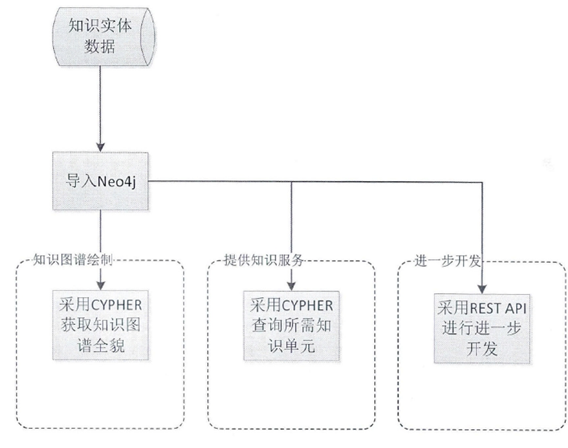 知识实体
数据
导入Neo4j
知识图谱绘制
提供知识服务
进一步开发
采用CYPHER
获取知识图
谱全貌
采用CYPHER
查询所需知
识单元
采用REST API
进行进一步
开发